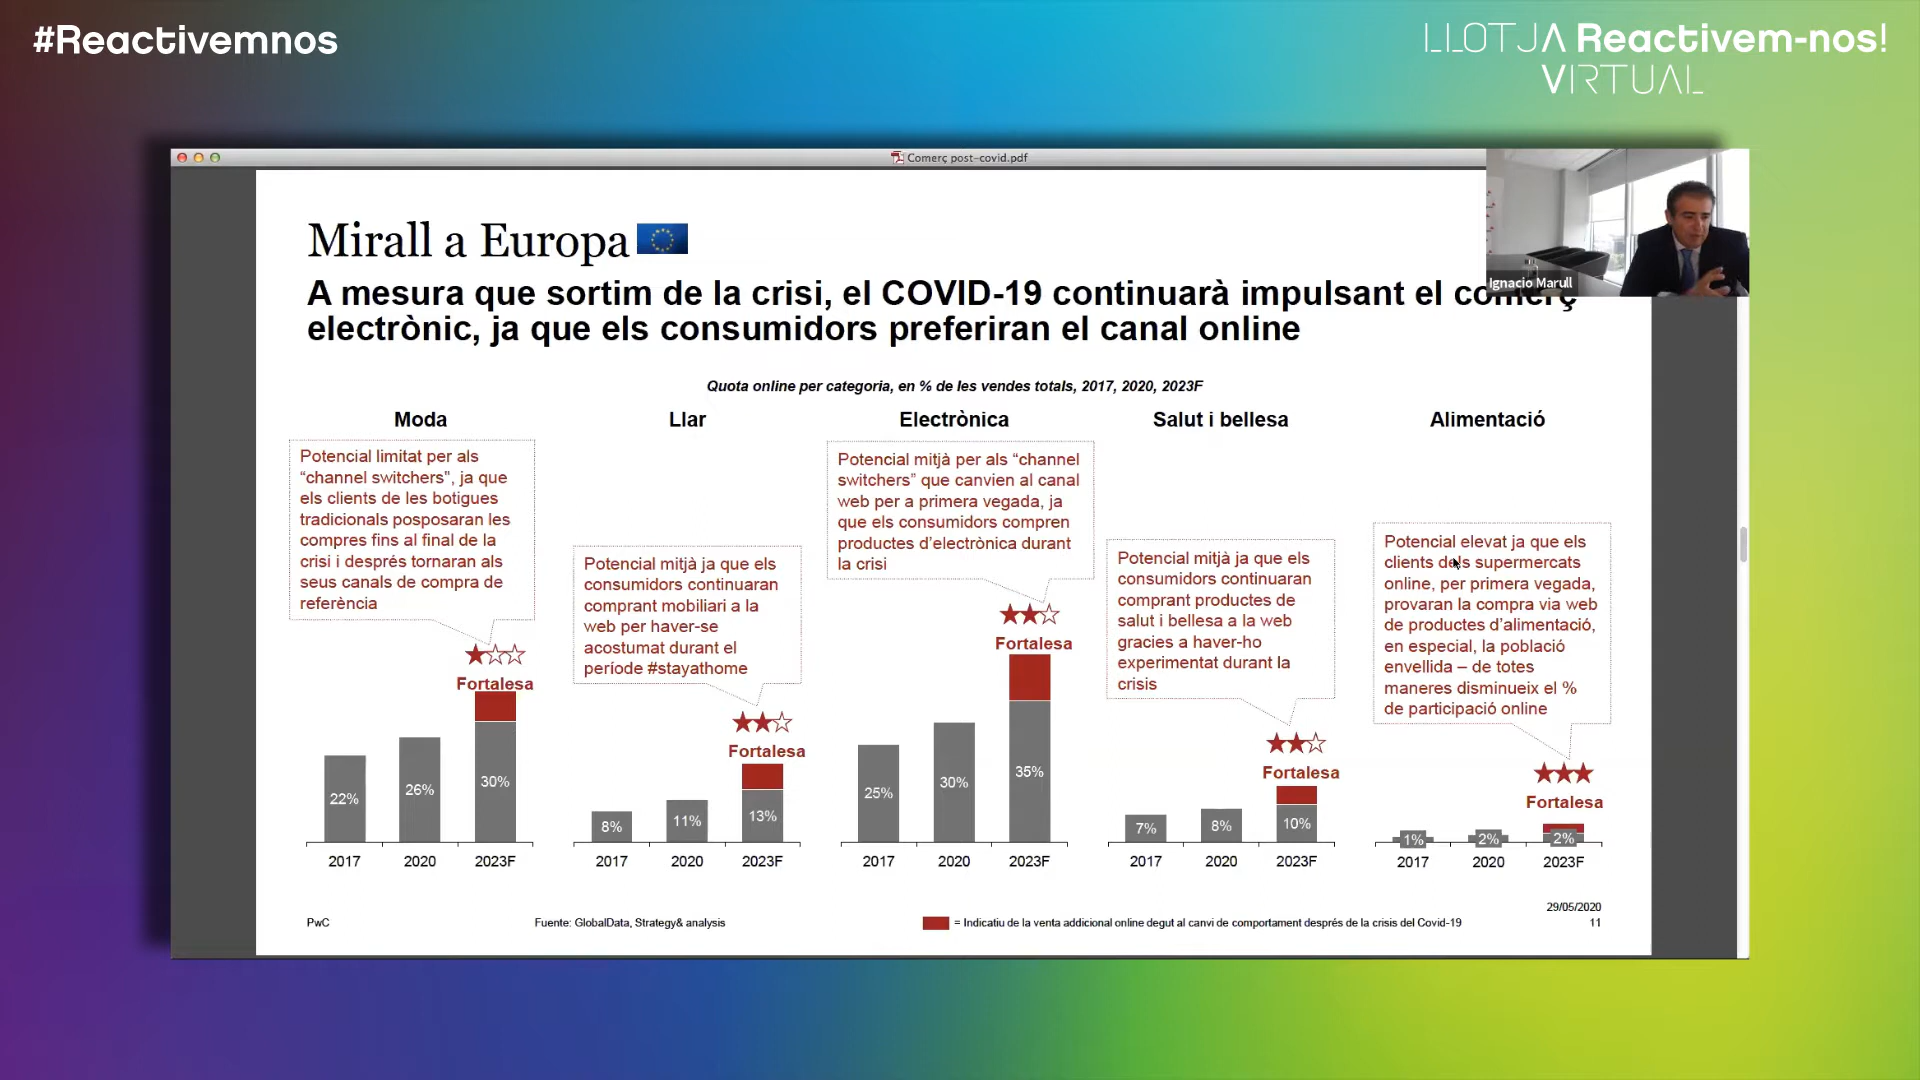 #Reactivemnos
LLOTJA Reactivem-nos!
VIRTUAL
Comerç post-covid.pdf
Ignacio Marull
Mirall a Europa
A mesura que sortim de la crisi, el COVID-19 continuarà impulsant el comerç
electrònic, ja que els consumidors preferiran el canal online
Quota online per categoria, en % de les vendes totals, 2017, 2020, 2023F
Moda
Potencial limitat per als
“channel switchers”, ja que
els clients de les botigues
tradicionals posposaran les
compres fins al final de la
crisi i després tornaran als
seus canals de compra de
referència
Fortalesa
22%
26%
30%
2017
2020
2023F
Llar
Potencial mitjà ja que els
consumidors continuaran
comprant mobiliari a la
web per haver-se
acostumat durant el
període #stayathome
Fortalesa
8%
11%
13%
2017
2020
2023F
Electrònica
Potencial mitjà per als “channel
switchers” que canvien al canal
web per a primera vegada, ja
que els consumidors compren
productes d’electrònica durant
la crisi
Fortalesa
25%
30%
35%
2017
2020
2023F
Salut i bellesa
Potencial mitjà ja que els
consumidors continuaran
comprant productes de
salut i bellesa a la web
gracies a haver-ho
experimentat durant la
crisis
Fortalesa
7%
8%
10%
2017
2020
2023F
Alimentació
Potencial elevat ja que els
clients dels supermercats
online, per primera vegada,
provaran la compra via web
de productes d’alimentació,
en especial, la població
envellida – de totes
maneres disminueix el %
de participació online
Fortalesa
1%
2%
2%
2017
2020
2023F
PwC
Fuente: GlobalData, Strategy& analysis
= Indicatiu de la venta addicional online degut al canvi de comportament després de la crisis del Covid-19
29/05/2020
11